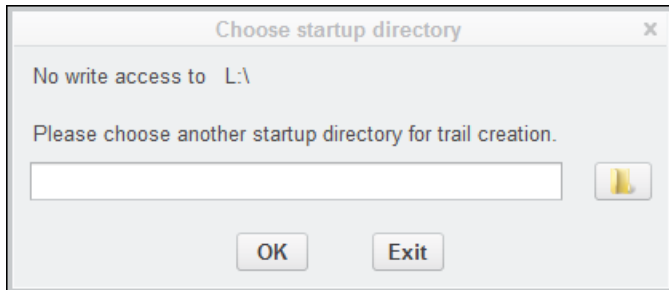 Choose startup directory x
No write access to L:\
Please choose another startup directory for trail creation.
OK Exit